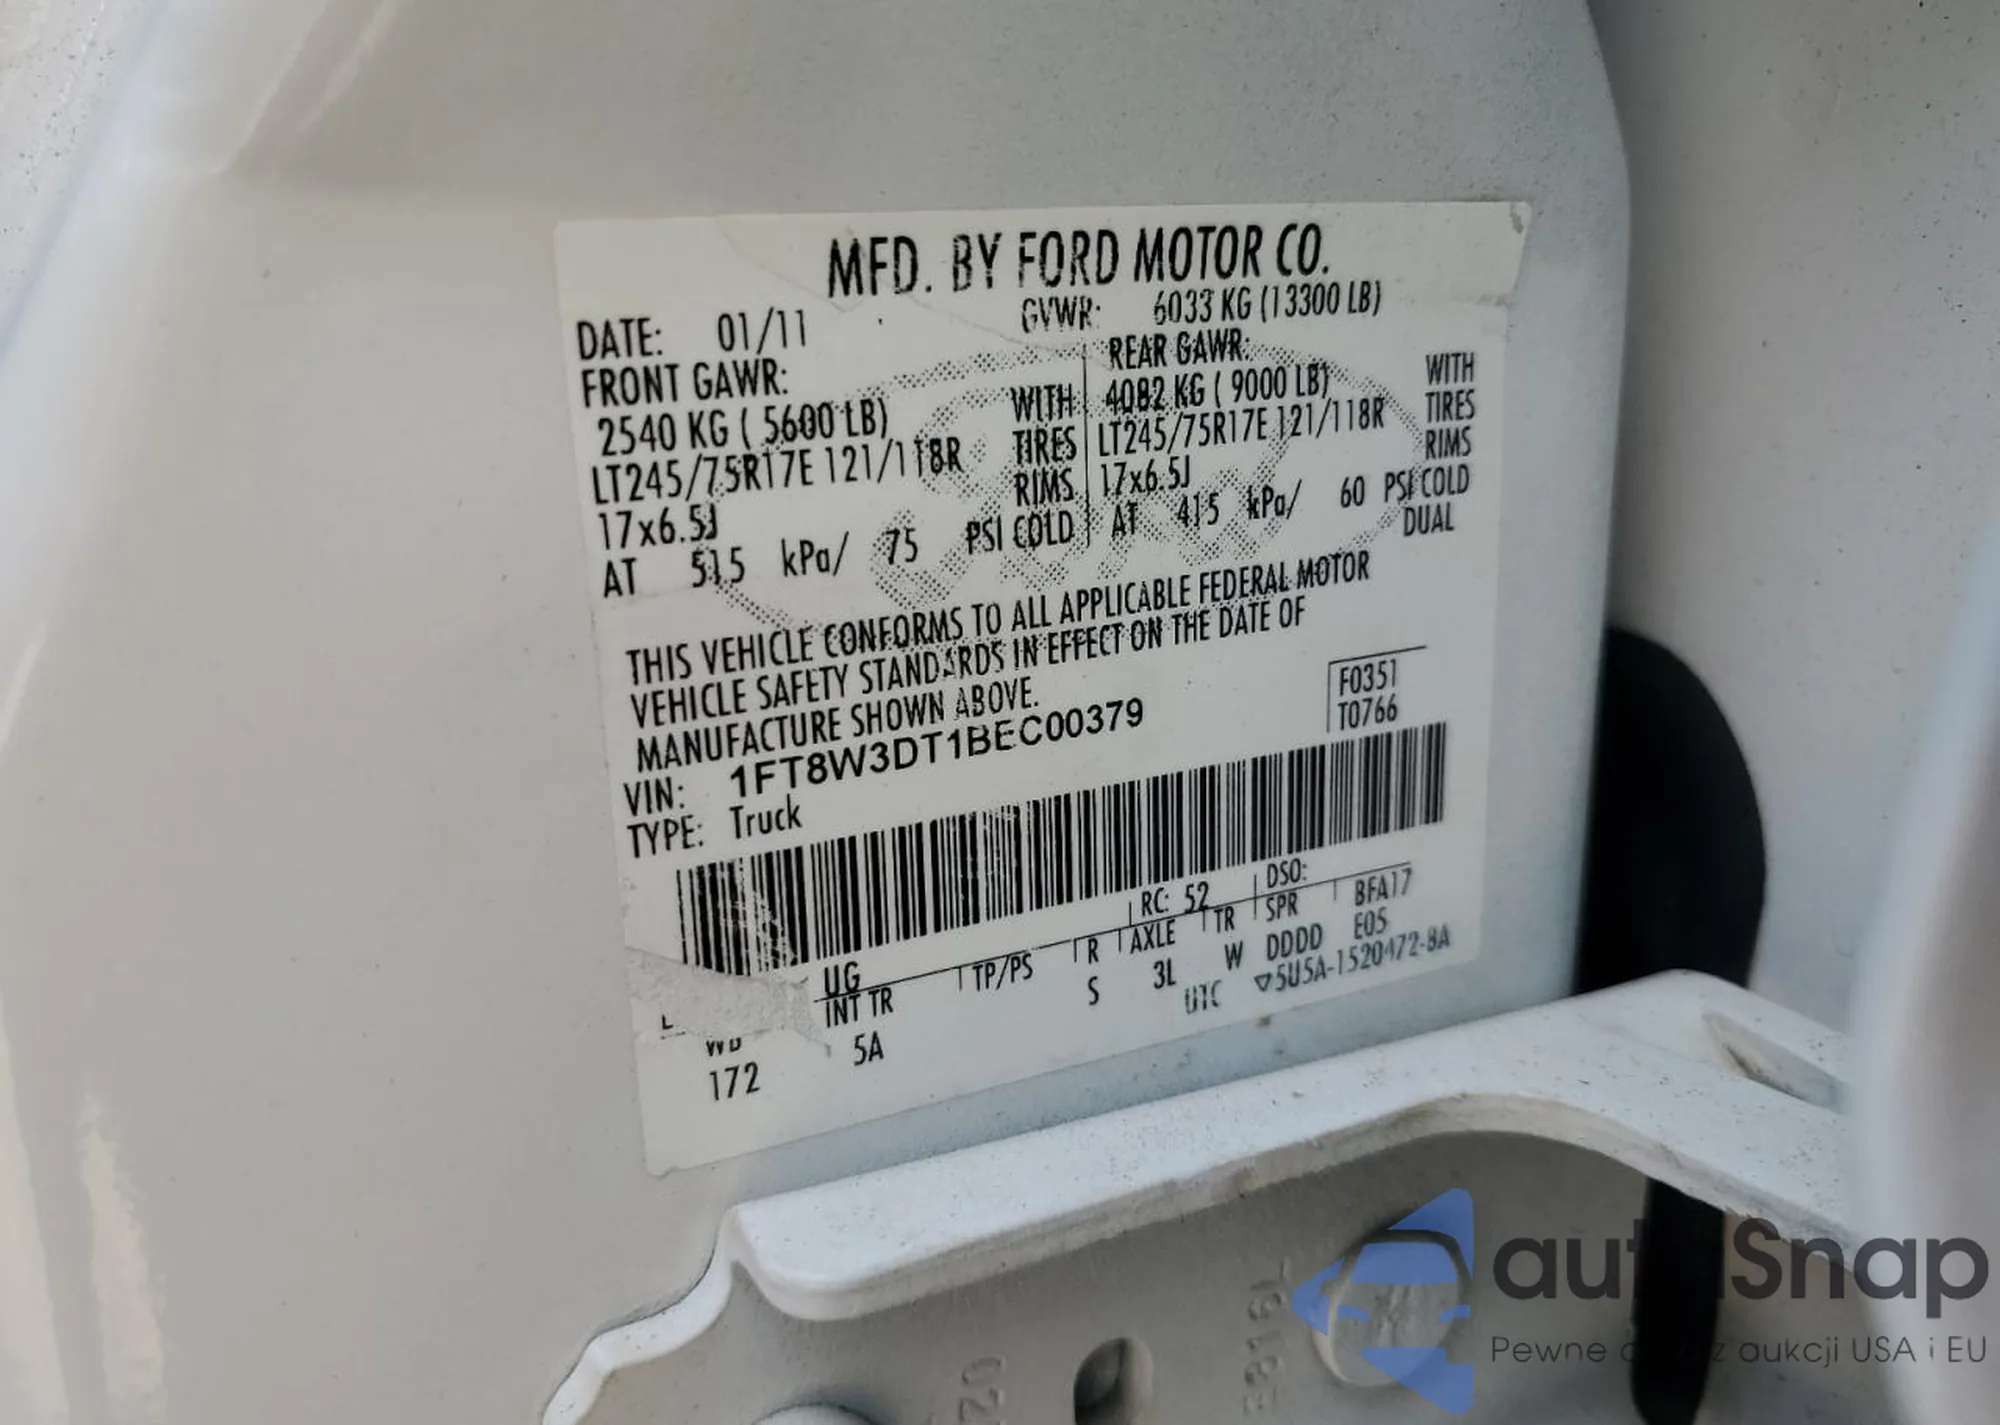 MFD. BY FORD MOTOR CO.
DATE: 01/11 GVWR: 6033 KG (13300 LB)
FRONT GAWR: REAR GAWR:
2540 KG ( 5600 LB) WITH 4082 KG ( 9000 LB) WITH
LT245/75R17E 121/118R TIRES LT245/75R17E 121/118R TIRES
17x6.5J RIMS 17x6.5J RIMS
AT 515 kPa/ 75 PSI COLD AT 415 kPa/ 60 PSI COLD
DUAL
THIS VEHICLE CONFORMS TO ALL APPLICABLE FEDERAL MOTOR
VEHICLE SAFETY STANDARDS IN EFFECT ON THE DATE OF
MANUFACTURE SHOWN ABOVE.
F0351
T0766
VIN: 1FT8W3DT1BEC00379
TYPE: Truck
UG RC: 52 DSO:
WB INT TR TP/PS R AXLE TR SPR BFA17
172 5A S 3L W DDDD E05
UTC ▽5U5A-1520472-BA
E816L
autoSnap
Pewne auta z aukcji USA i EU